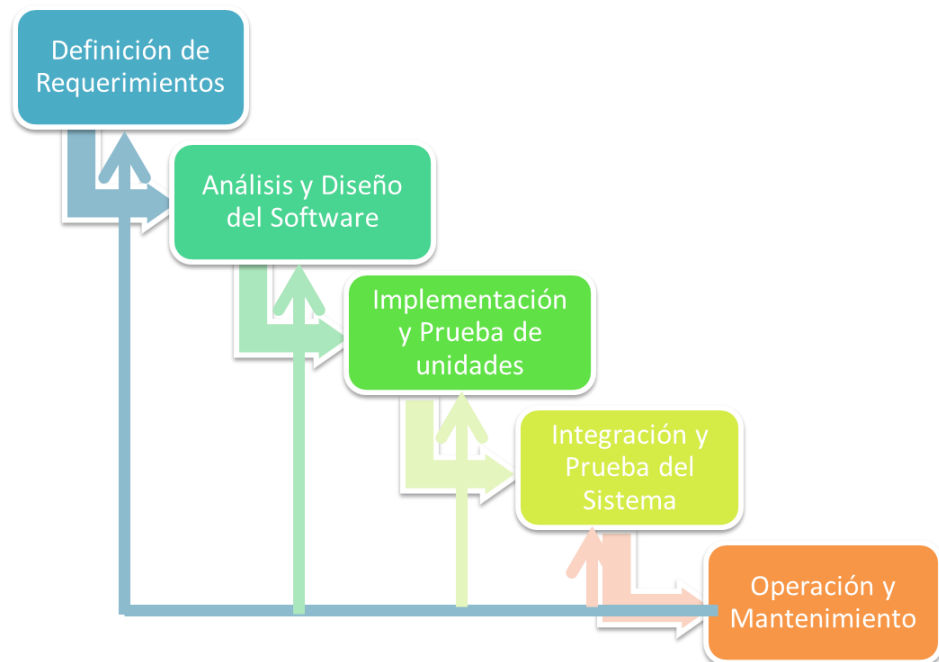 Definición de
Requerimientos
Análisis y Diseño
del Software
Implementación
y Prueba de
unidades
Integración y
Prueba del
Sistema
Operación y
Mantenimiento